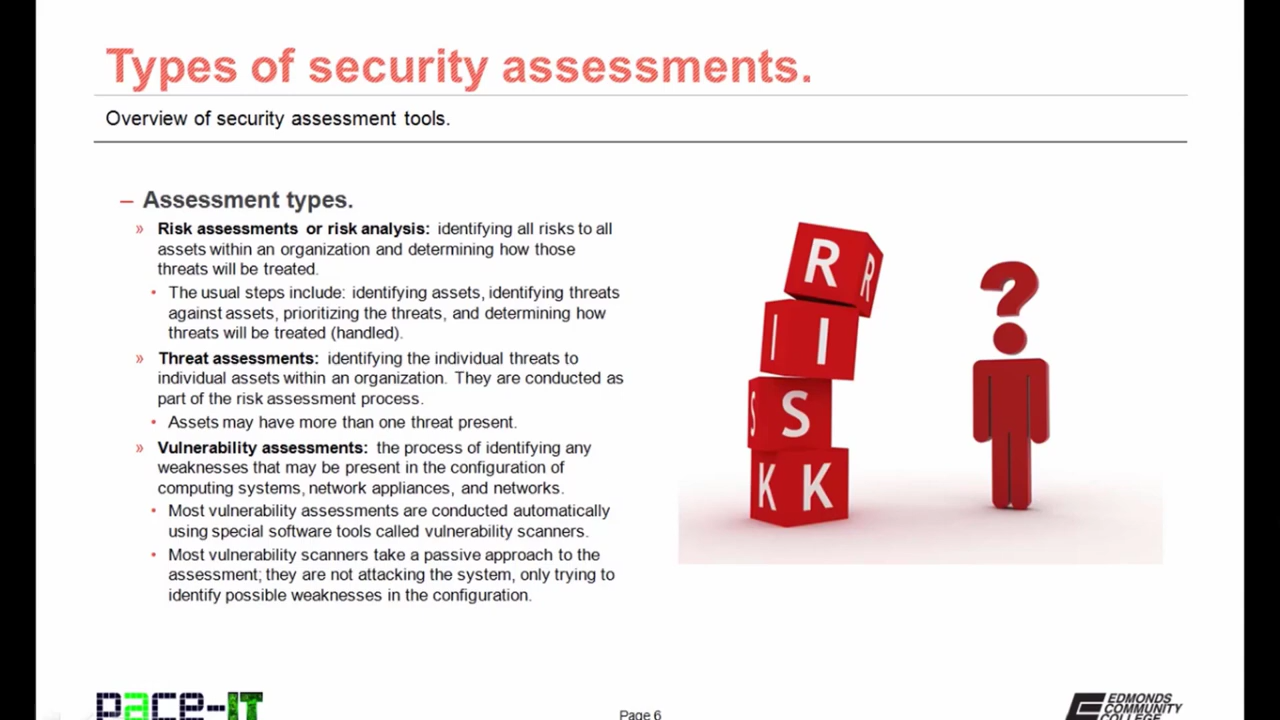 Types of security assessments.
Overview of security assessment tools.
– Assessment types.
» Risk assessments or risk analysis: identifying all risks to all
assets within an organization and determining how those
threats will be treated.
• The usual steps include: identifying assets, identifying threats
against assets, prioritizing the threats, and determining how
threats will be treated (handled).
» Threat assessments: identifying the individual threats to
individual assets within an organization. They are conducted as
part of the risk assessment process.
• Assets may have more than one threat present.
» Vulnerability assessments: the process of identifying any
weaknesses that may be present in the configuration of
computing systems, network appliances, and networks.
• Most vulnerability assessments are conducted automatically
using special software tools called vulnerability scanners.
• Most vulnerability scanners take a passive approach to the
assessment; they are not attacking the system, only trying to
identify possible weaknesses in the configuration.
R R
I I
S S
K K
?
pace-IT
Page 6
EDMONDS
COMMUNITY
COLLEGE